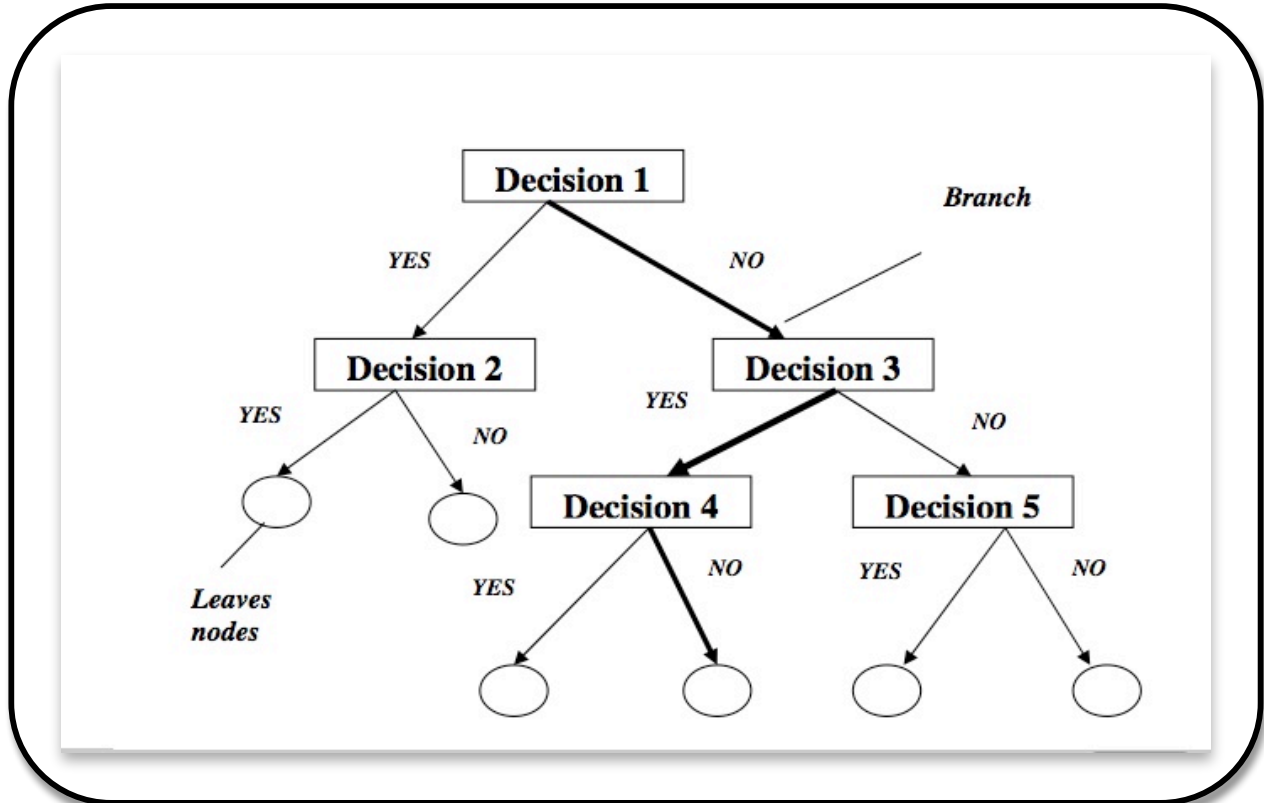 Decision 1
Branch
YES
NO
Decision 2
Decision 3
YES
NO
YES
NO
Decision 4
Decision 5
Leaves
nodes
YES
NO
YES
NO